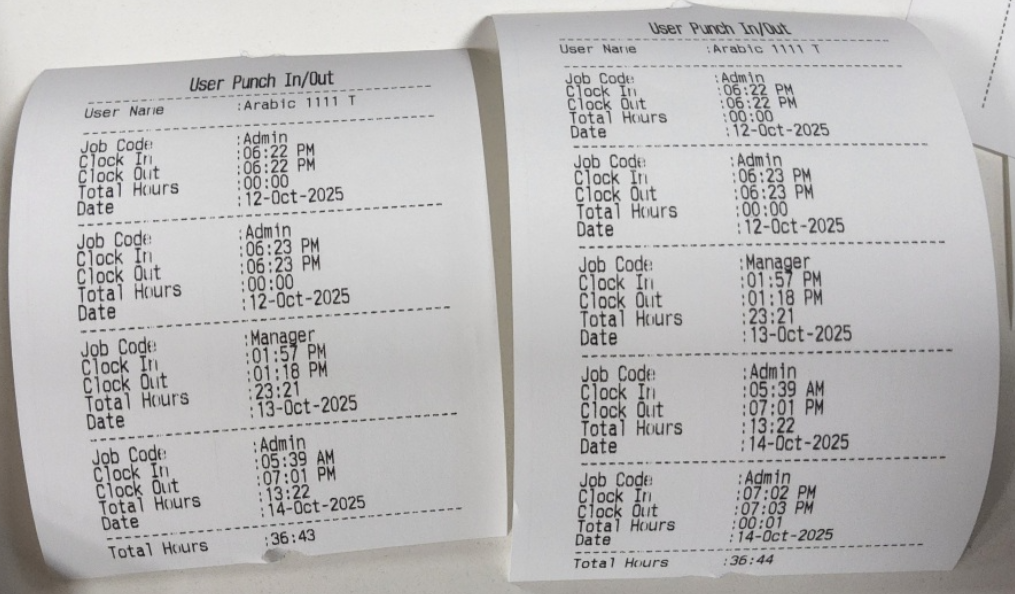 User Punch In/Out
User Name :Arabic 1111 T
Job Code :Admin
Clock In :06:22 PM
Clock Out :06:22 PM
Total Hours :00:00
Date :12-Oct-2025
Job Code :Admin
Clock In :06:23 PM
Clock Out :06:23 PM
Total Hours :00:00
Date :12-Oct-2025
Job Code :Manager
Clock In :01:57 PM
Clock Out :01:18 PM
Total Hours :23:21
Date :13-Oct-2025
Job Code :Admin
Clock In :05:39 AM
Clock Out :07:01 PM
Total Hours :13:22
Date :14-Oct-2025
Total Hours :36:43
User Punch In/Out
User Name :Arabic 1111 T
Job Code :Admin
Clock In :06:22 PM
Clock Out :06:22 PM
Total Hours :00:00
Date :12-Oct-2025
Job Code :Admin
Clock In :06:23 PM
Clock Out :06:23 PM
Total Hours :00:00
Date :12-Oct-2025
Job Code :Manager
Clock In :01:57 PM
Clock Out :01:18 PM
Total Hours :23:21
Date :13-Oct-2025
Job Code :Admin
Clock In :05:39 AM
Clock Out :07:01 PM
Total Hours :13:22
Date :14-Oct-2025
Job Code :Admin
Clock In :07:02 PM
Clock Out :07:03 PM
Total Hours :00:01
Date :14-Oct-2025
Total Hours :36:44